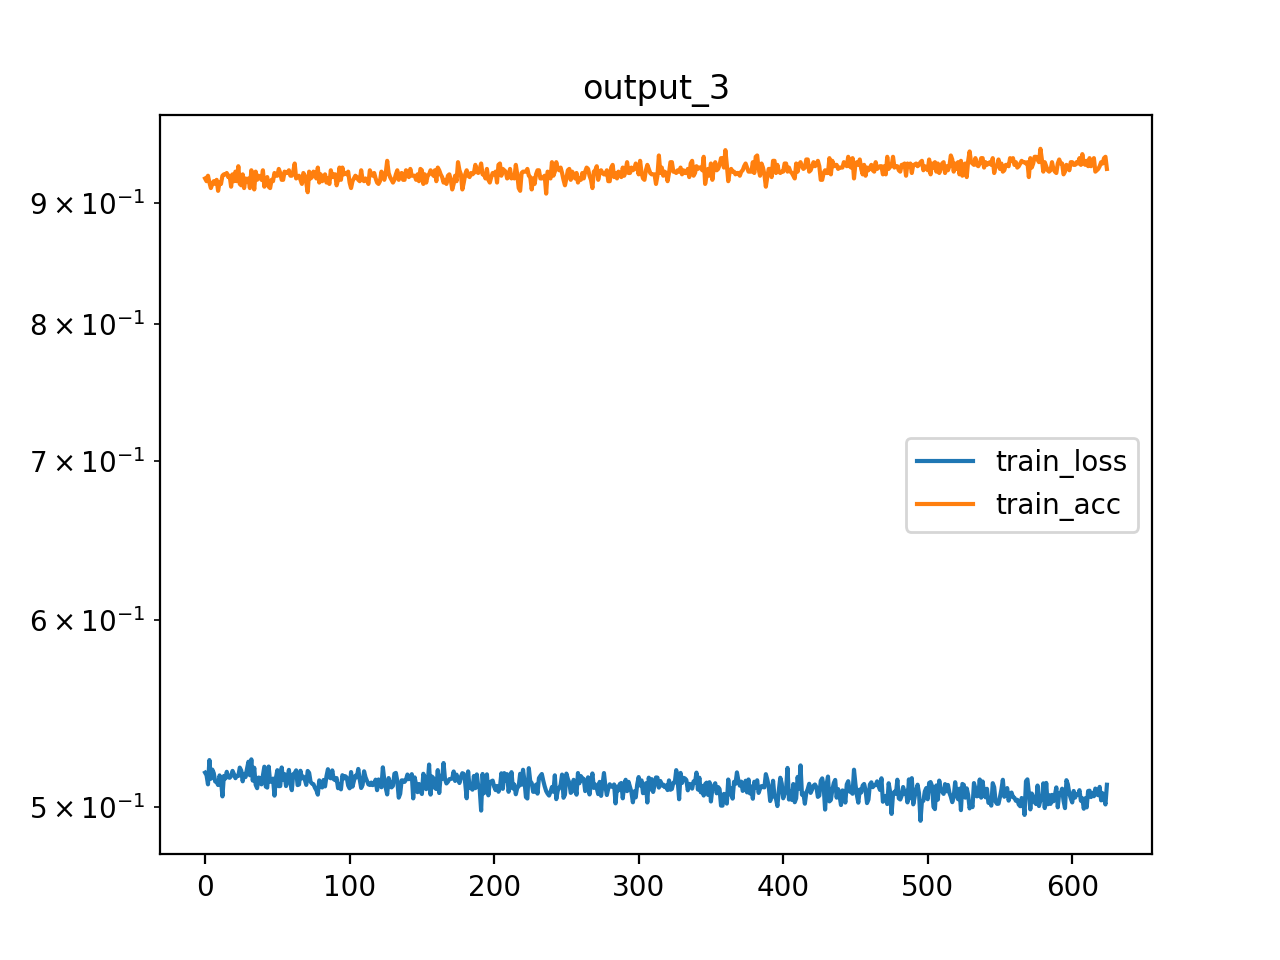 output_3
9 × 10⁻¹
8 × 10⁻¹
7 × 10⁻¹
6 × 10⁻¹
5 × 10⁻¹
train_loss
train_acc
0 100 200 300 400 500 600